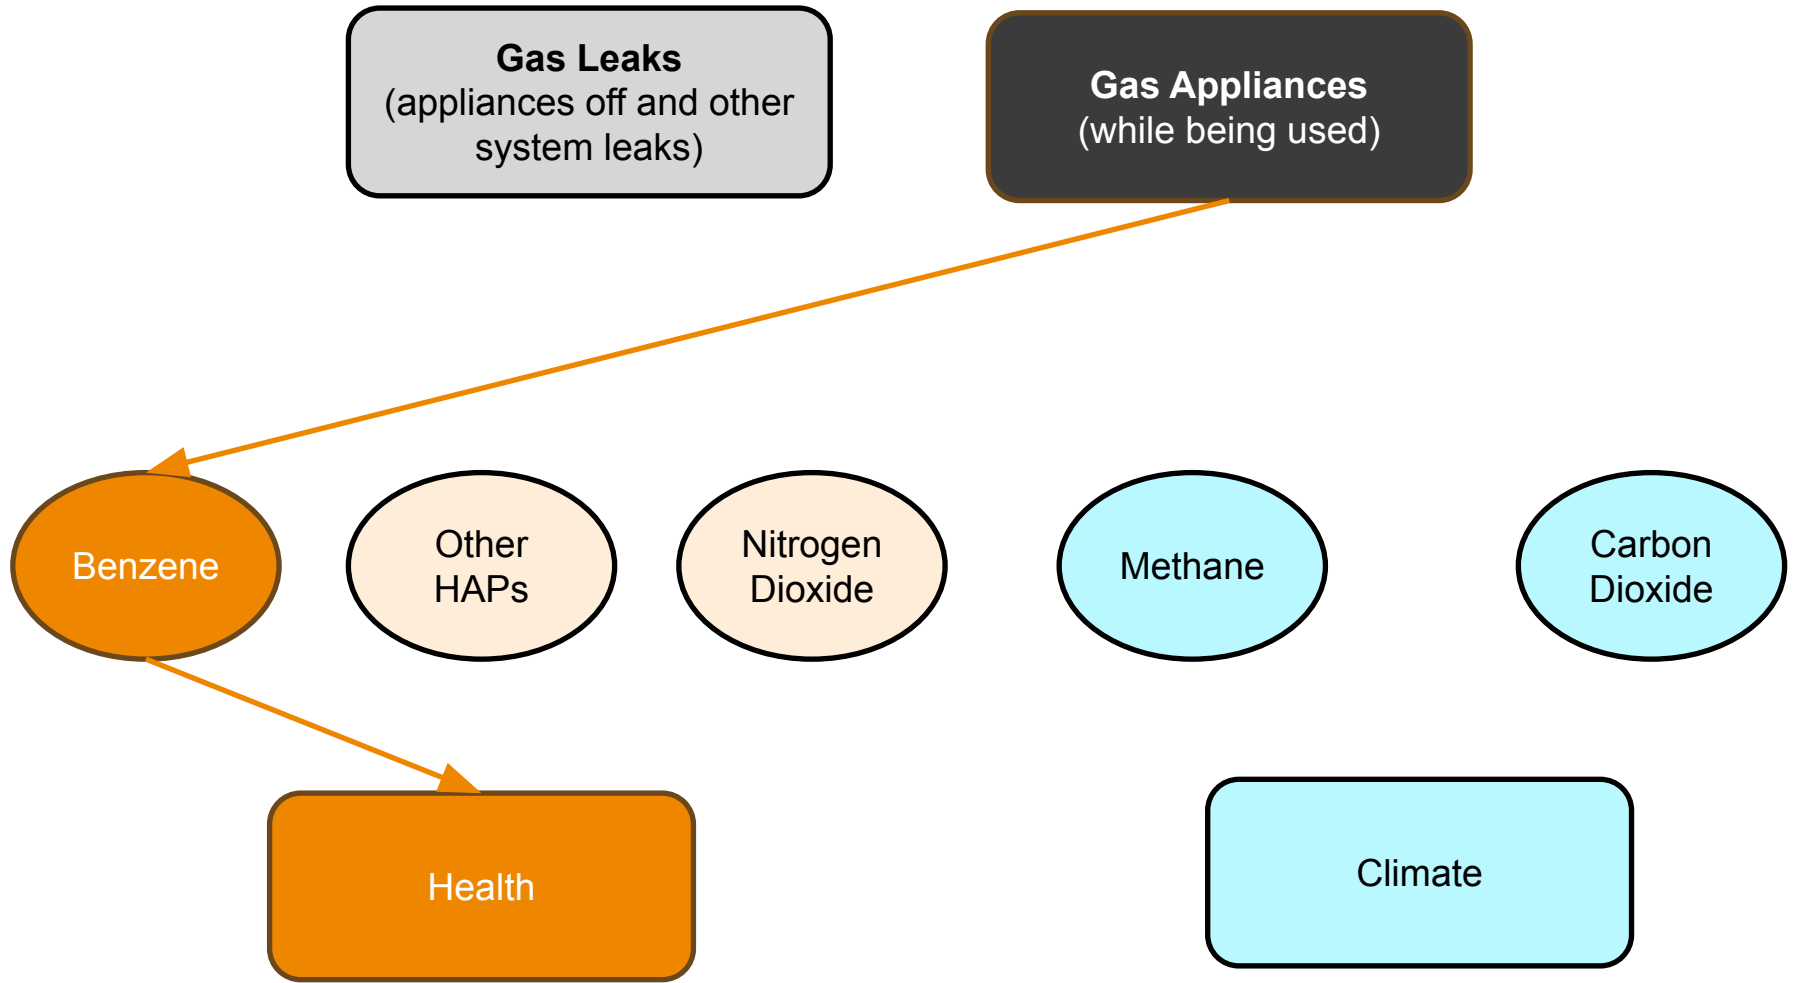 Gas Leaks
(appliances off and other
system leaks)
Gas Appliances
(while being used)
Benzene
Other
HAPs
Nitrogen
Dioxide
Methane
Carbon
Dioxide
Health
Climate